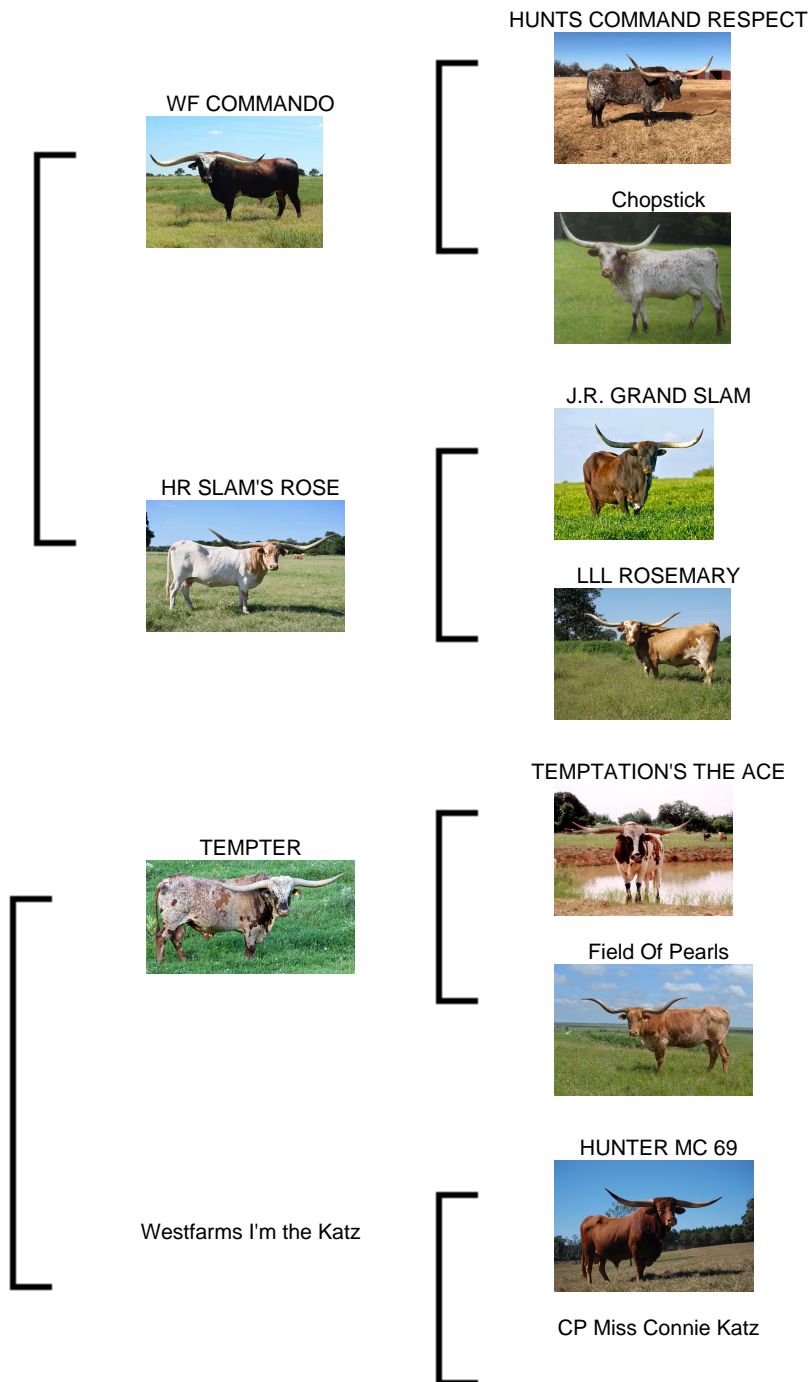 HUNTS COMMAND RESPECT
WF COMMANDO
Chopstick
J.R. GRAND SLAM
HR SLAM'S ROSE
LLL ROSEMARY
TEMPTATION'S THE ACE
TEMPTER
Field Of Pearls
HUNTER MC 69
Westfarms I'm the Katz
CP Miss Connie Katz